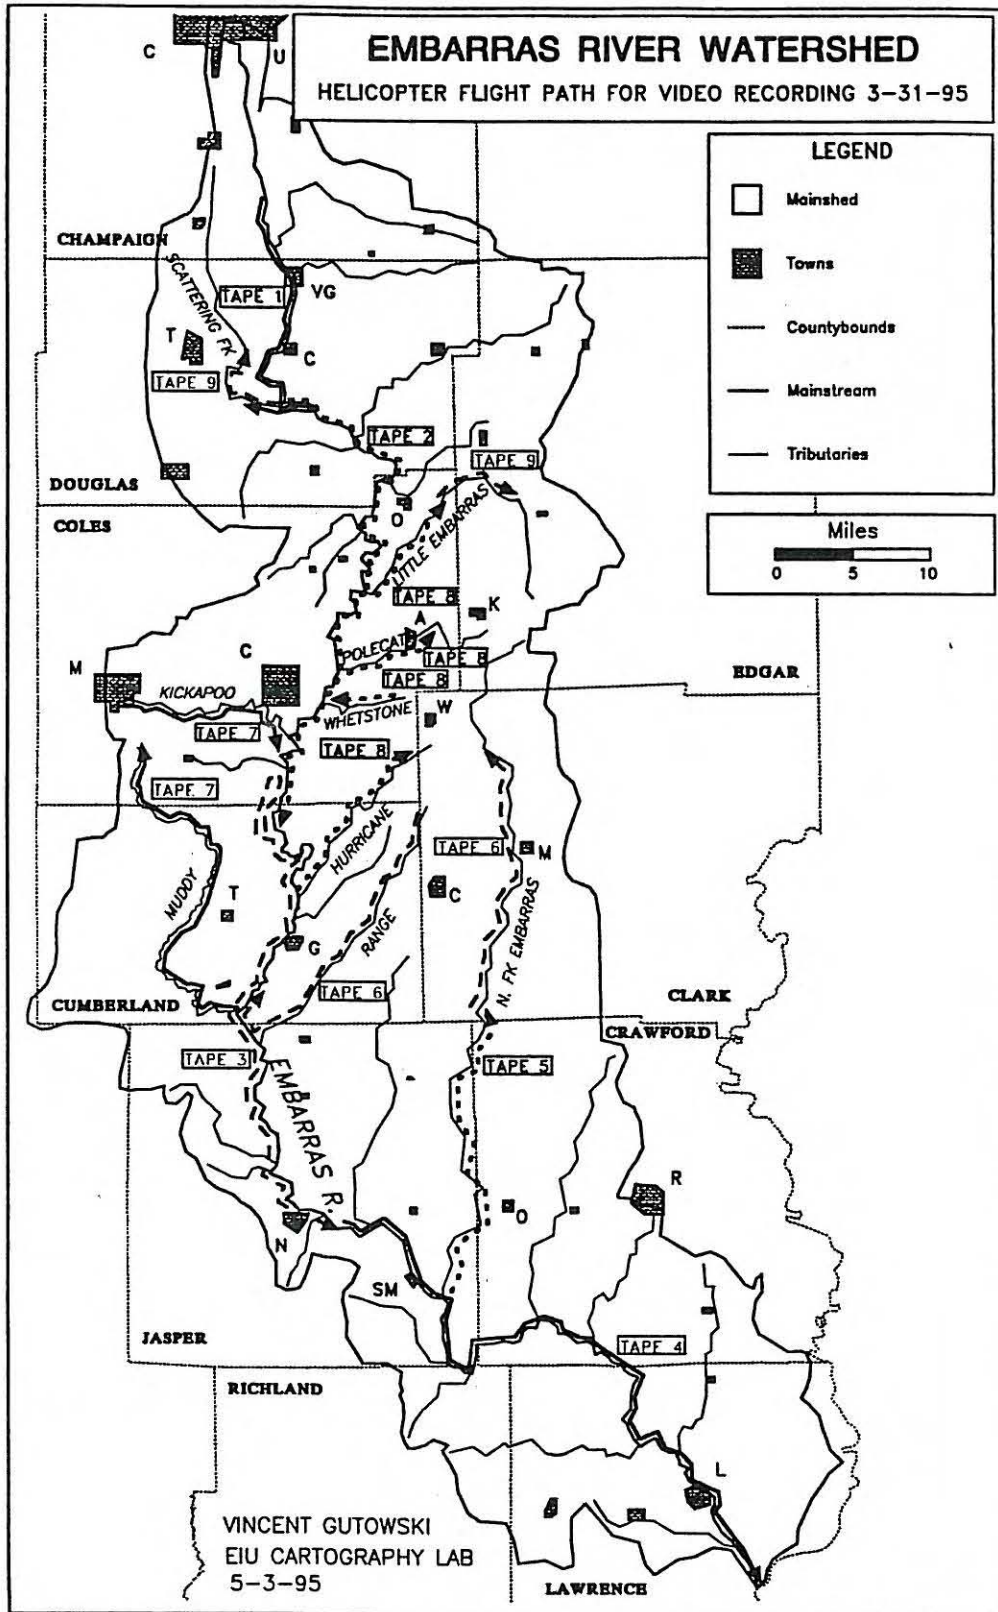 EMBARRAS RIVER WATERSHED
HELICOPTER FLIGHT PATH FOR VIDEO RECORDING 3-31-95
C
U
LEGEND
Mainshed
Towns
Countybounds
Mainstream
Tributaries
Miles
0 5 10
CHAMPAIGN
SCATTERING FK
TAPE 1
VG
T
C
TAPE 9
TAPE 2
TAPE 9
DOUGLAS
COLES
O
LITTLE EMBARRAS
TAPE 8
K
A
POLECAT
TAPE 8
TAPE 8
EDGAR
M
C
KICKAPOO
WHETSTONE
W
TAPE 7
TAPE 8
TAPE 7
HURRICANE
TAPE 6
M
MUDDY
T
C
RANGE
N. FK EMBARRAS
G
TAPE 6
CUMBERLAND
CLARK
CRAWFORD
TAPE 3
EMBARRAS R.
TAPE 5
R
O
N
SM
JASPER
TAPE 4
RICHLAND
L
VINCENT GUTOWSKI
EIU CARTOGRAPHY LAB
5-3-95
LAWRENCE